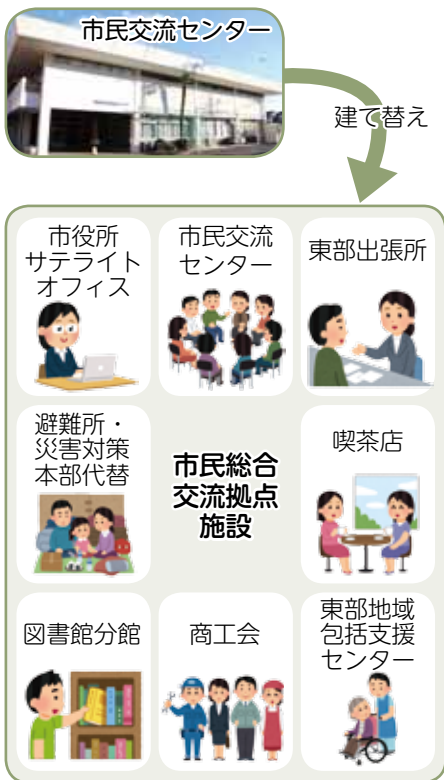 市民交流センター
建て替え
市役所
サテライト
オフィス
市民交流
センター
東部出張所
避難所・
災害対策
本部代替
市民総合
交流拠点
施設
喫茶店
図書館分館
商工会
東部地域
包括支援
センター